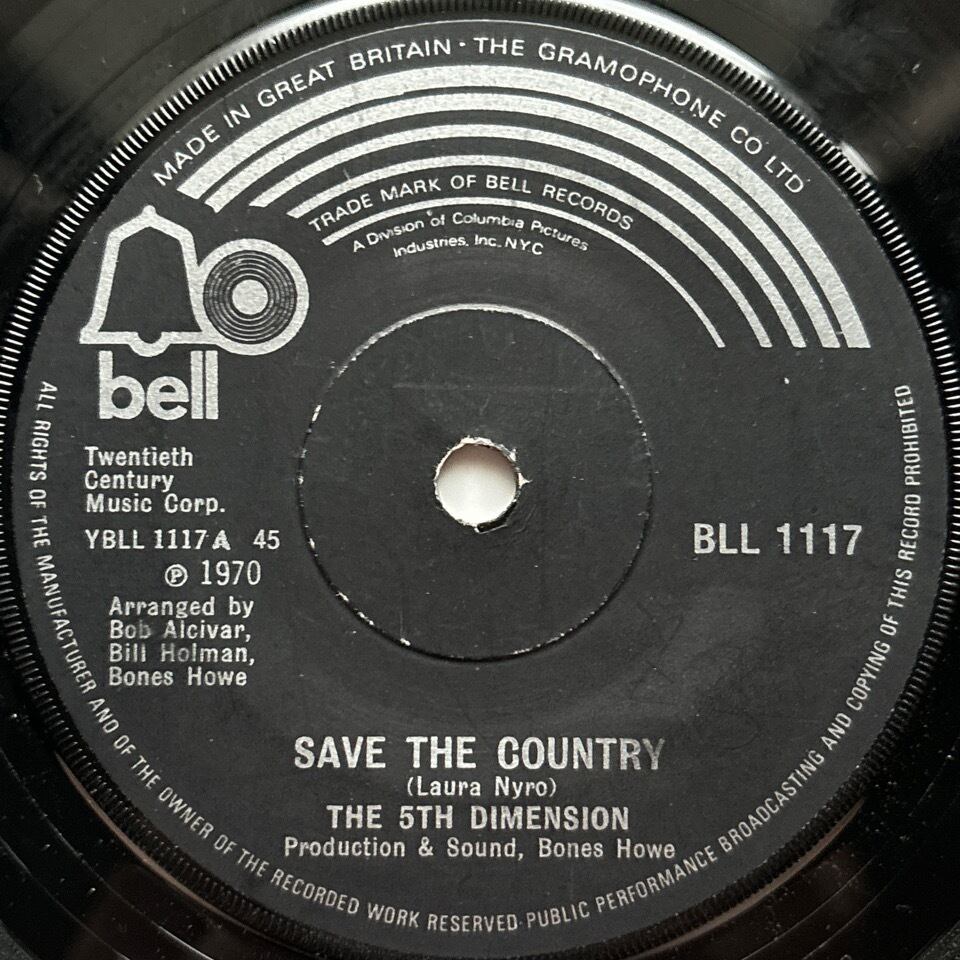 MADE IN GREAT BRITAIN · THE GRAMOPHONE CO LTD
TRADE MARK OF BELL RECORDS
A Division of Columbia Pictures
Industries, Inc. N.Y.C
bell
Twentieth
Century
Music Corp.
YBLL 1117 A 45
℗ 1970
Arranged by
Bob Alcivar,
Bill Holman,
Bones Howe
BLL 1117
SAVE THE COUNTRY
(Laura Nyro)
THE 5TH DIMENSION
Production & Sound, Bones Howe
ALL RIGHTS OF THE MANUFACTURER AND OF THE OWNER OF THE RECORDED WORK RESERVED·PUBLIC PERFORMANCE BROADCASTING AND COPYING OF THIS RECORD PROHIBITED